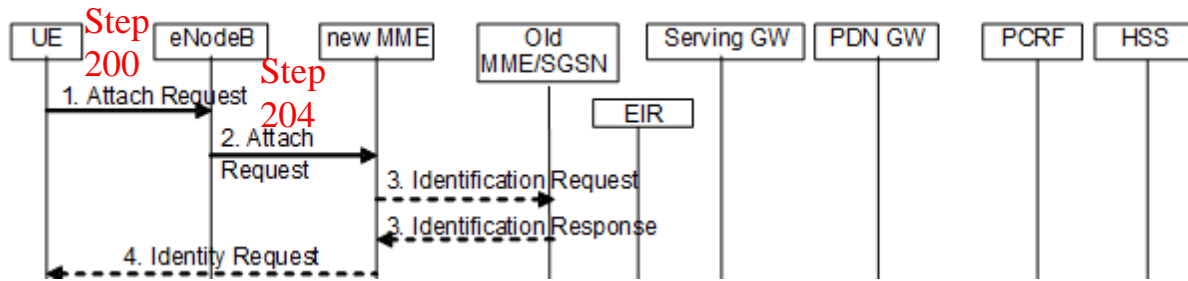 UE
Step
200
eNodeB
new MME
Old
MME/SGSN
Serving GW
PDN GW
PCRF
HSS
1. Attach Request
Step
204
EIR
2. Attach
Request
3. Identification Request
3. Identification Response
4. Identity Request